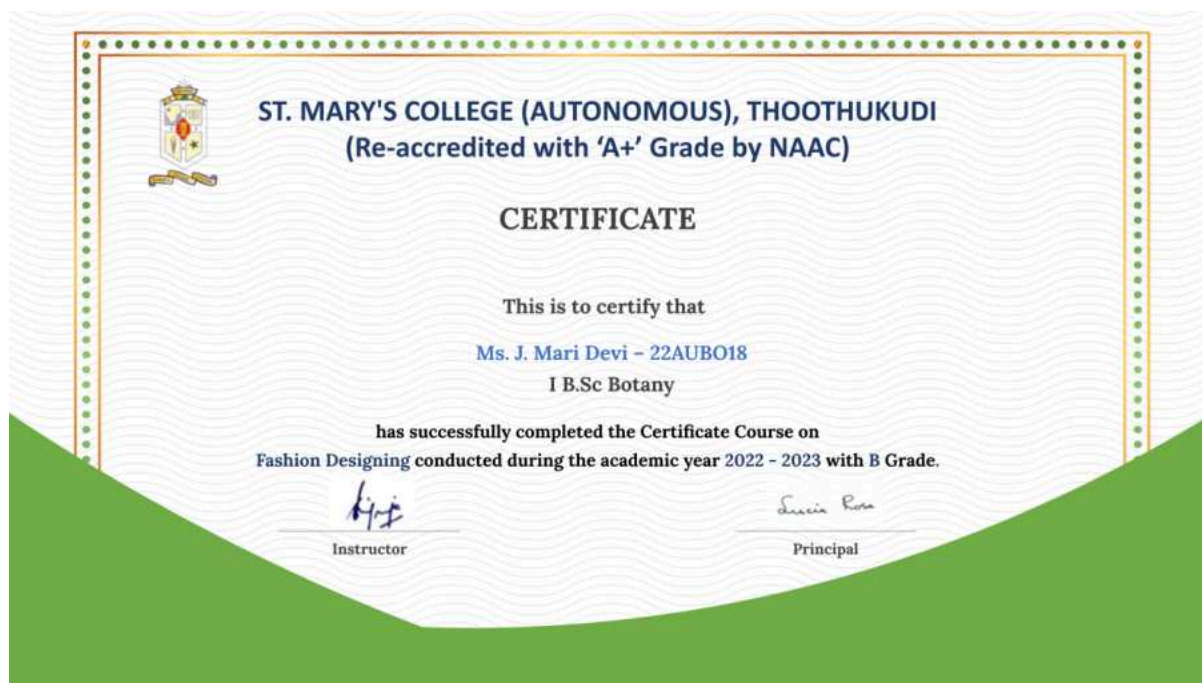 ST. MARY'S COLLEGE (AUTONOMOUS), THOOTHUKUDI
(Re-accredited with ‘A+’ Grade by NAAC)
CERTIFICATE
This is to certify that
Ms. J. Mari Devi – 22AUBO18
I B.Sc Botany
has successfully completed the Certificate Course on
Fashion Designing conducted during the academic year 2022 - 2023 with B Grade.
Lucia Rose
Instructor
Principal